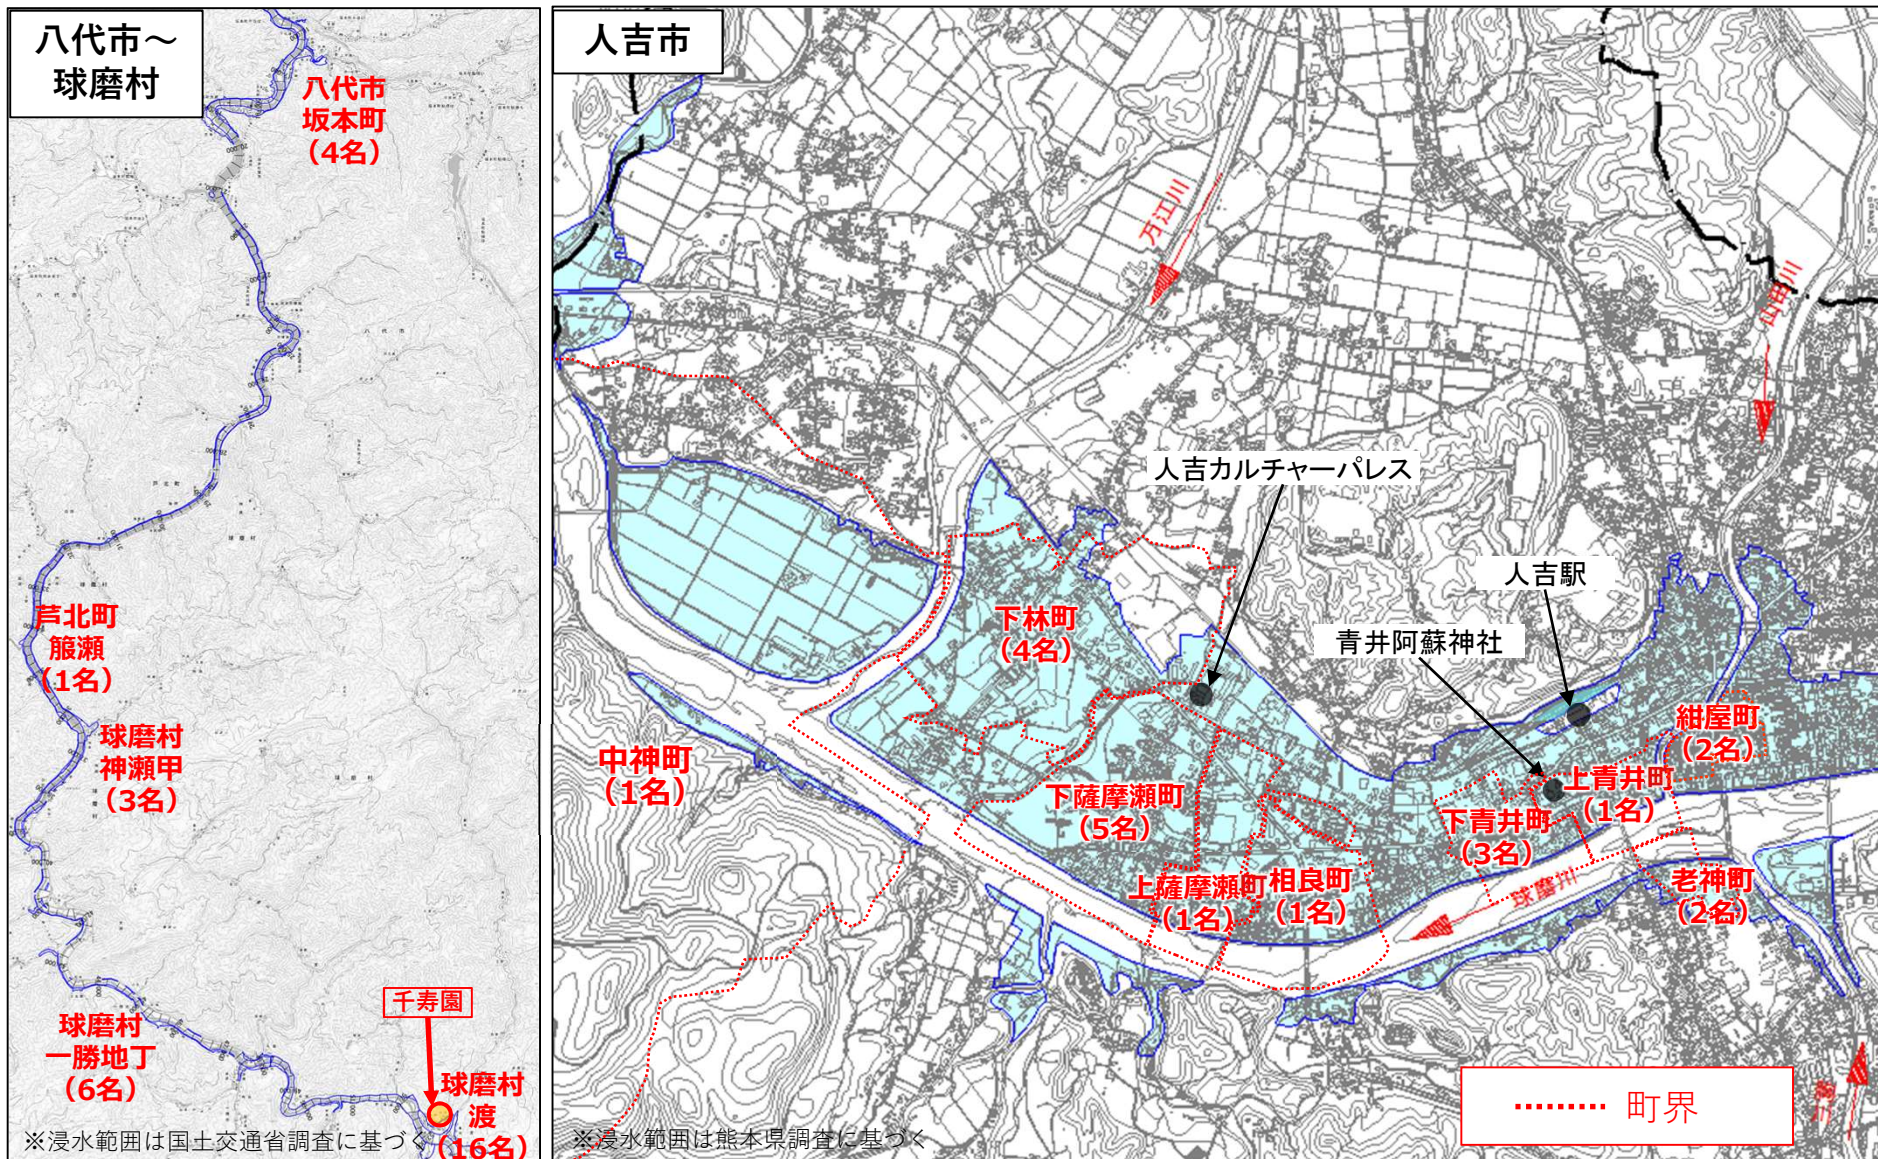 八代市～
球磨村
八代市
坂本町
（4名）
芦北町
箙瀬
（1名）
球磨村
神瀬甲
（3名）
球磨村
一勝地丁
（6名）
千寿園
球磨村
渡
（16名）
※浸水範囲は国土交通省調査に基づく
人吉市
万江川
山田川
人吉カルチャーパレス
人吉駅
青井阿蘇神社
下林町
（4名）
中神町
（1名）
下薩摩瀬町
（5名）
上薩摩瀬町
（1名）
相良町
（1名）
下青井町
（3名）
上青井町
（1名）
紺屋町
（2名）
老神町
（2名）
球磨川
町界
※浸水範囲は熊本県調査に基づく